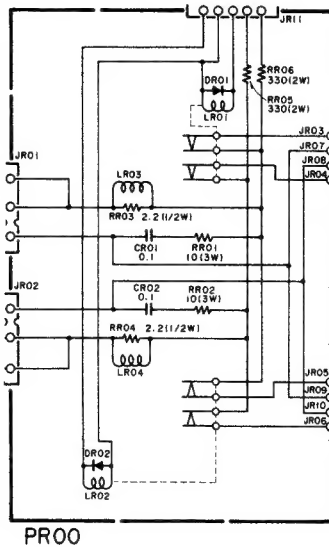 JR11
RR06
330(2W)
RR05
330(2W)
DR01
LR01
JR03
JR07
JR08
JR04
JR01
LR03
RR03 2.2(1/2W)
CR01
0.1
RR01
10(3W)
JR02
CR02
0.1
RR02
10(3W)
RR04 2.2(1/2W)
LR04
JR05
JR09
JR10
JR06
DR02
LR02
PR00